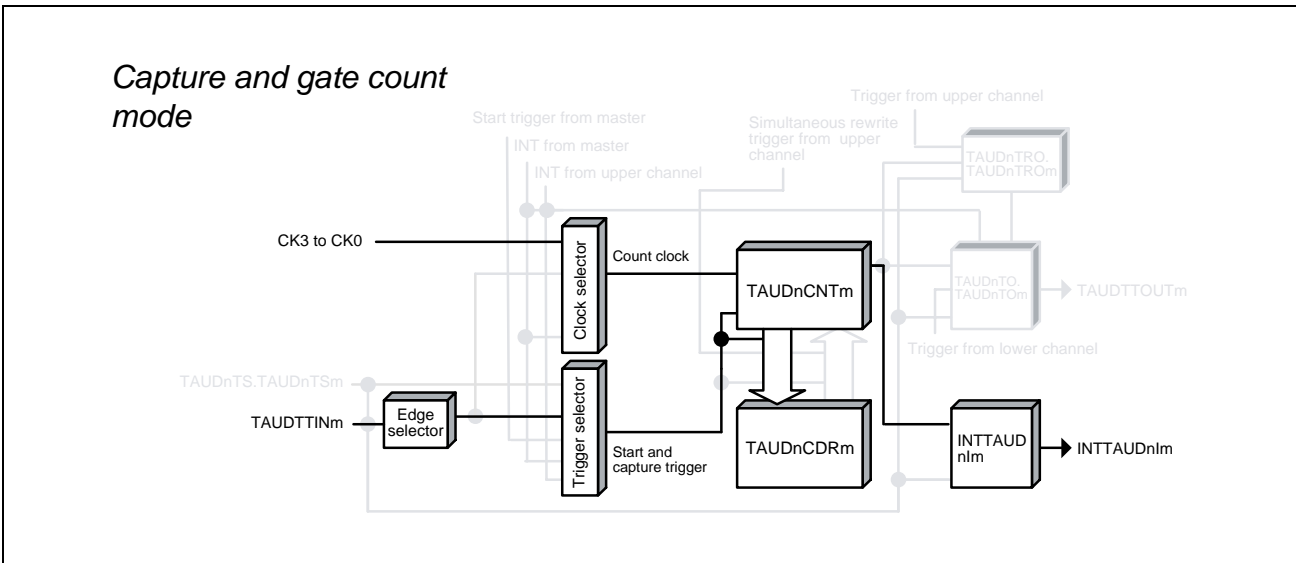 Capture and gate count
mode
Trigger from upper channel
Start trigger from master
Simultaneous rewrite
trigger from upper
channel
INT from master
INT from upper channel
TAUDnTRO.
TAUDnTROm
CK3 to CK0
Clock selector
Count clock
TAUDnCNTm
TAUDnTO.
TAUDnTOm
TAUDTTOUTm
Trigger from lower channel
TAUDnTS.TAUDnTSm
TAUDTTINm
Edge
selector
Trigger selector
Start and
capture trigger
TAUDnCDRm
INTTAUD
nIm
INTTAUDnIm